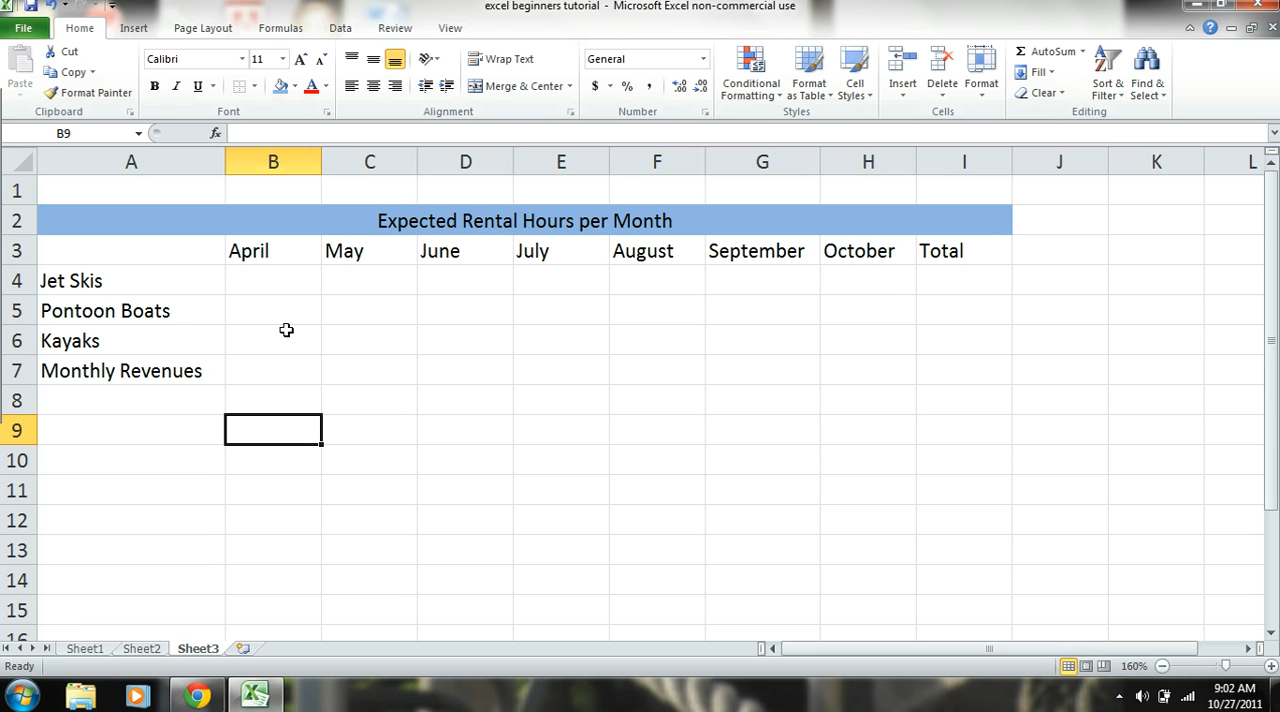 excel beginners tutorial - Microsoft Excel non-commercial use
File Home Insert Page Layout Formulas Data Review View
Paste Cut Copy Format Painter Clipboard
Calibri 11 B I U A Font
Wrap Text Merge & Center Alignment
General $ % , .00 .0 Number
Conditional Formatting Format as Table Cell Styles Styles
Insert Delete Format Cells
Σ AutoSum Fill Clear Sort & Filter Find & Select Editing
B9 fx
A B C D E F G H I J K L
1
2 Expected Rental Hours per Month
3 April May June July August September October Total
4 Jet Skis
5 Pontoon Boats
6 Kayaks
7 Monthly Revenues
8
9
10
11
12
13
14
15
16
Sheet1 Sheet2 Sheet3
Ready 160%
9:02 AM
10/27/2011